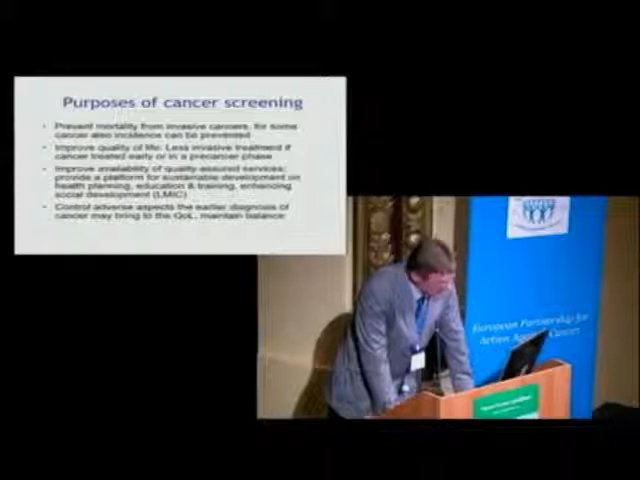 Purposes of cancer screening
• Prevent mortality from invasive cancers, for some
cancer also incidence can be prevented
• Improve quality of life: Less invasive treatment if
cancer treated early or in a precancer phase
• Improve availability of quality-assured services;
provide a platform for sustainable development on
health planning, education & training, enhancing
social development (LMIC)
• Control adverse aspects the earlier diagnosis of
cancer may bring to the QoL, maintain balance
European Partnership for
Action Against Cancer